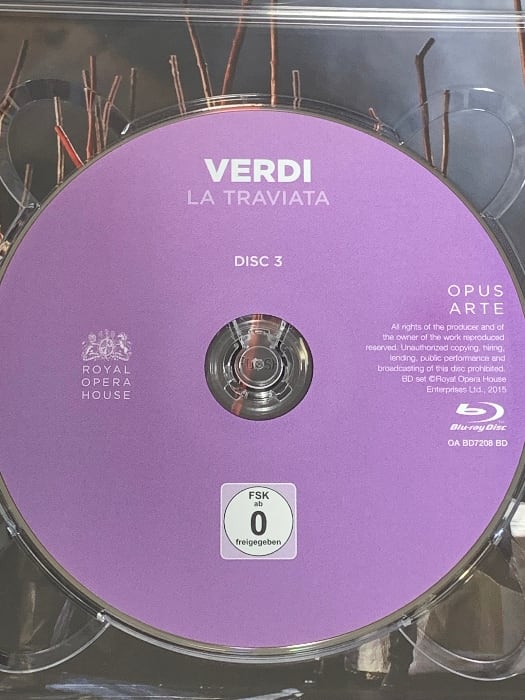 VERDI
LA TRAVIATA
DISC 3
OPUS
ARTE
All rights of the producer and of
the owner of the work reproduced
reserved. Unauthorized copying, hiring,
lending, public performance and
broadcasting of this disc prohibited.
BD set ©Royal Opera House
Enterprises Ltd., 2015
Blu-ray Disc
OA BD7208 BD
ROYAL
OPERA
HOUSE
FSK
ab
0
freigegeben